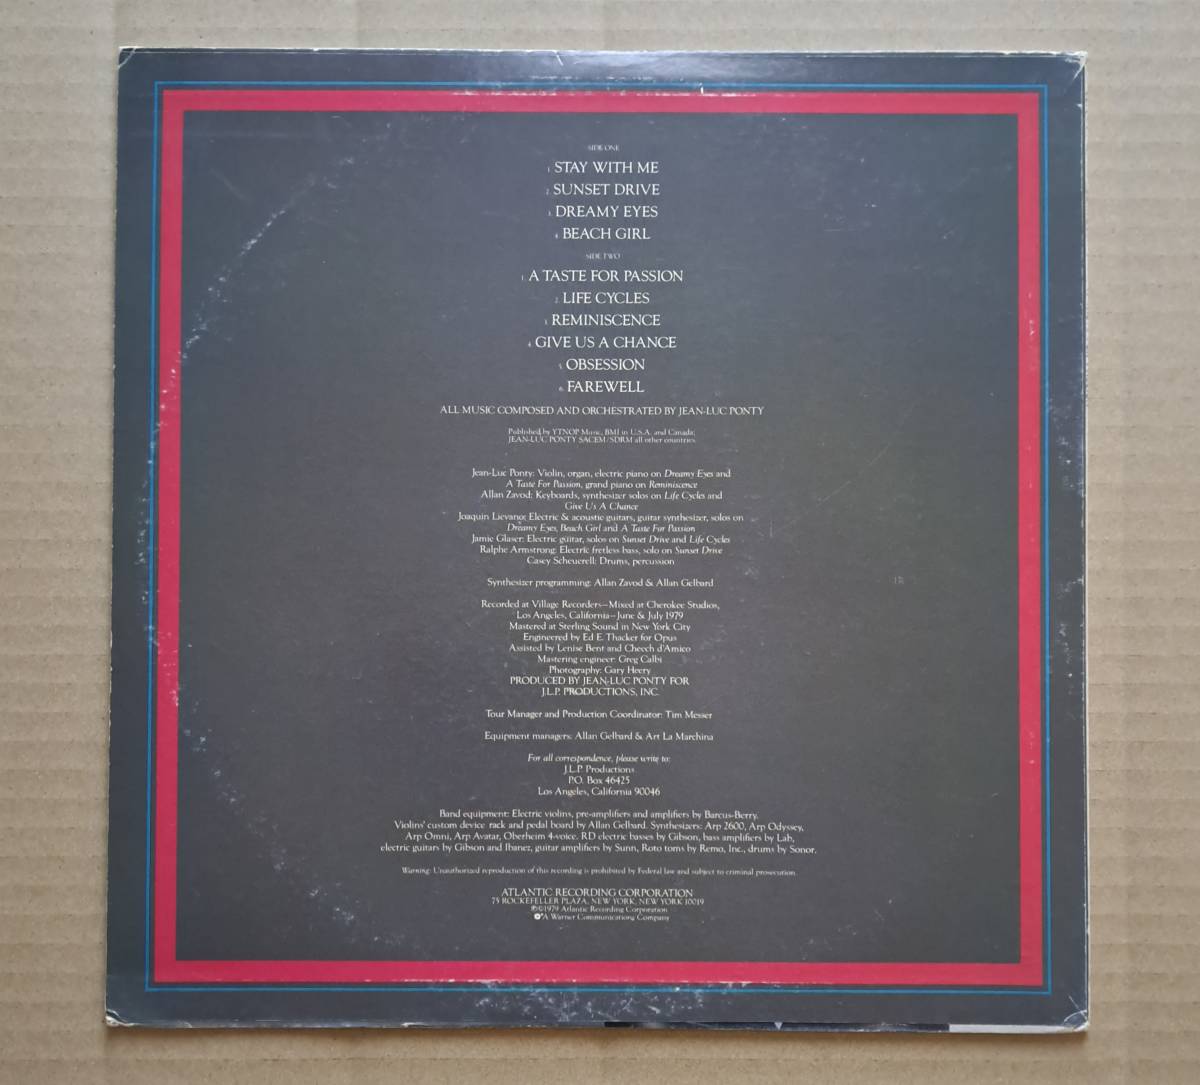 SIDE ONE
1. STAY WITH ME
2. SUNSET DRIVE
3. DREAMY EYES
4. BEACH GIRL
SIDE TWO
1. A TASTE FOR PASSION
2. LIFE CYCLES
3. REMINISCENCE
4. GIVE US A CHANCE
5. OBSESSION
6. FAREWELL
ALL MUSIC COMPOSED AND ORCHESTRATED BY JEAN-LUC PONTY
Published by YTNOP Music, BMI in U.S.A. and Canada;
JEAN-LUC PONTY SACEM/SDRM all other countries.
Jean-Luc Ponty: Violin, organ, electric piano on Dreamy Eyes and
A Taste For Passion, grand piano on Reminiscence
Allan Zavod: Keyboards, synthesizer solos on Life Cycles and
Give Us A Chance
Joaquin Lievano: Electric & acoustic guitars, guitar synthesizer, solos on
Dreamy Eyes, Beach Girl and A Taste For Passion
Jamie Glaser: Electric guitar, solos on Sunset Drive and Life Cycles
Ralphe Armstrong: Electric fretless bass, solo on Sunset Drive
Casey Scheuerell: Drums, percussion
Synthesizer programming: Allan Zavod & Allan Gelbard
Recorded at Village Recorders—Mixed at Cherokee Studios,
Los Angeles, California—June & July 1979
Mastered at Sterling Sound in New York City
Engineered by Ed E. Thacker for Opus
Assisted by Lenise Bent and Cheech d'Amico
Mastering engineer: Greg Calbi
Photography: Gary Heery
PRODUCED BY JEAN-LUC PONTY FOR
J.L.P. PRODUCTIONS, INC.
Tour Manager and Production Coordinator: Tim Messer
Equipment managers: Allan Gelbard & Art La Marchina
For all correspondence, please write to:
J.L.P. Productions
P.O. Box 46425
Los Angeles, California 90046
Band equipment: Electric violins, pre-amplifiers and amplifiers by Barcus-Berry.
Violins' custom device rack and pedal board by Allan Gelbard. Synthesizers: Arp 2600, Arp Odyssey,
Arp Omni, Arp Avatar, Oberheim 4-voice. RD electric basses by Gibson, bass amplifiers by Lab,
electric guitars by Gibson and Ibanez, guitar amplifiers by Sunn, Roto toms by Remo, Inc., drums by Sonor.
Warning: Unauthorized reproduction of this recording is prohibited by Federal law and subject to criminal prosecution.
ATLANTIC RECORDING CORPORATION
75 ROCKEFELLER PLAZA, NEW YORK, NEW YORK 10019
℗©1979 Atlantic Recording Corporation
A Warner Communications Company